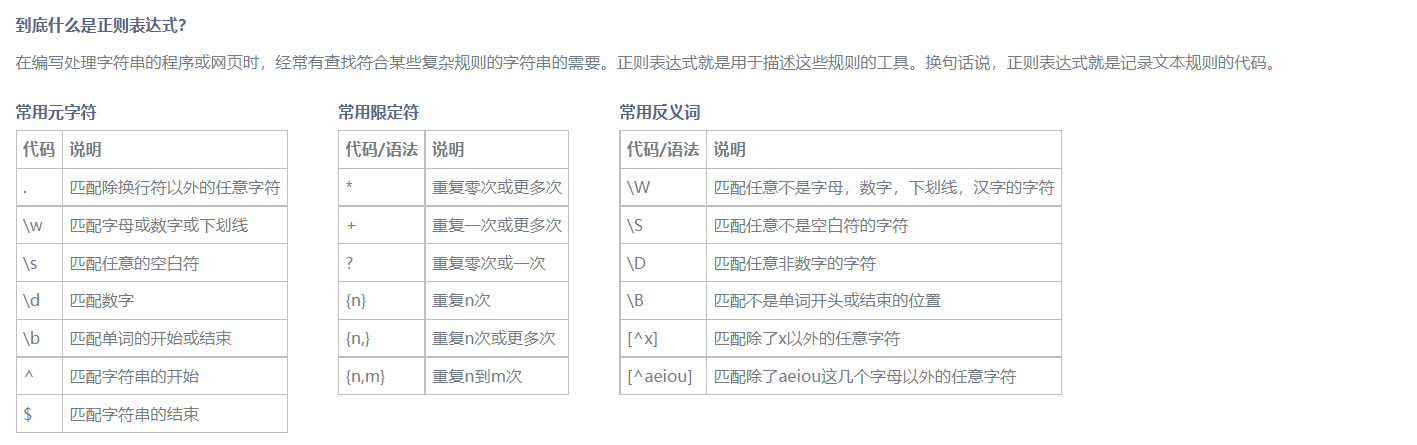 到底什么是正则表达式?
在编写处理字符串的程序或网页时，经常有查找符合某些复杂规则的字符串的需要。正则表达式就是用于描述这些规则的工具。换句话说，正则表达式就是记录文本规则的代码。
常用元字符
代码 说明
. 匹配除换行符以外的任意字符
\w 匹配字母或数字或下划线
\s 匹配任意的空白符
\d 匹配数字
\b 匹配单词的开始或结束
^ 匹配字符串的开始
$ 匹配字符串的结束
常用限定符
代码/语法 说明
* 重复零次或更多次
+ 重复一次或更多次
? 重复零次或一次
{n} 重复n次
{n,} 重复n次或更多次
{n,m} 重复n到m次
常用反义词
代码/语法 说明
\W 匹配任意不是字母，数字，下划线，汉字的字符
\S 匹配任意不是空白符的字符
\D 匹配任意非数字的字符
\B 匹配不是单词开头或结束的位置
[^x] 匹配除了x以外的任意字符
[^aeiou] 匹配除了aeiou这几个字母以外的任意字符